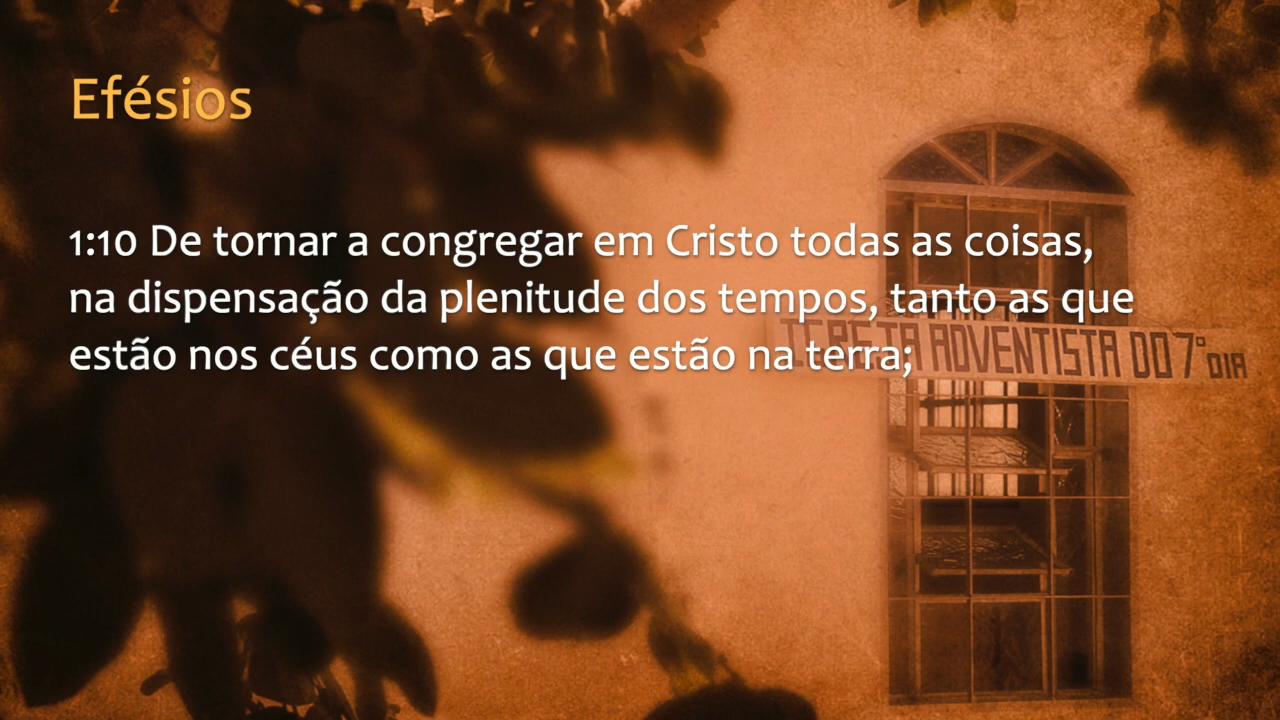 Efésios
1:10 De tornar a congregar em Cristo todas as coisas,
na dispensação da plenitude dos tempos, tanto as que
estão nos céus como as que estão na terra;
IGREJA ADVENTISTA DO 7° DIA